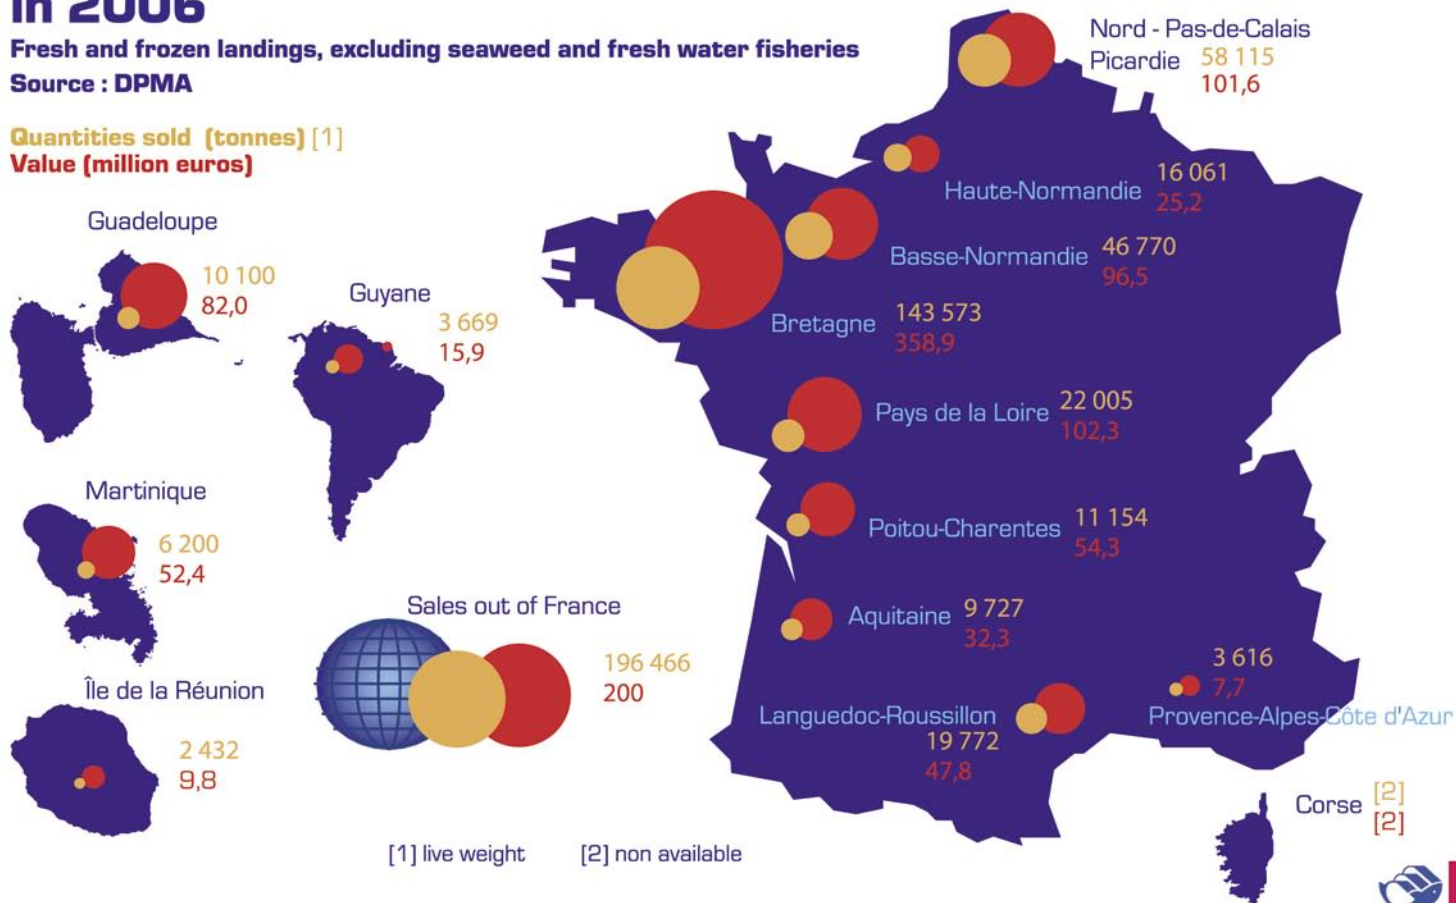 in 2006
Fresh and frozen landings, excluding seaweed and fresh water fisheries
Source : DPMA
Quantities sold (tonnes) [1]
Value (million euros)
Nord - Pas-de-Calais
Picardie 58 115
101,6
Haute-Normandie 16 061
25,2
Basse-Normandie 46 770
96,5
Bretagne 143 573
358,9
Pays de la Loire 22 005
102,3
Poitou-Charentes 11 154
54,3
Aquitaine 9 727
32,3
Languedoc-Roussillon
19 772
47,8
3 616
7,7
Provence-Alpes-Côte d'Azur
Corse [2]
[2]
Guadeloupe
10 100
82,0
Guyane
3 669
15,9
Martinique
6 200
52,4
Île de la Réunion
2 432
9,8
Sales out of France
196 466
200
[1] live weight [2] non available